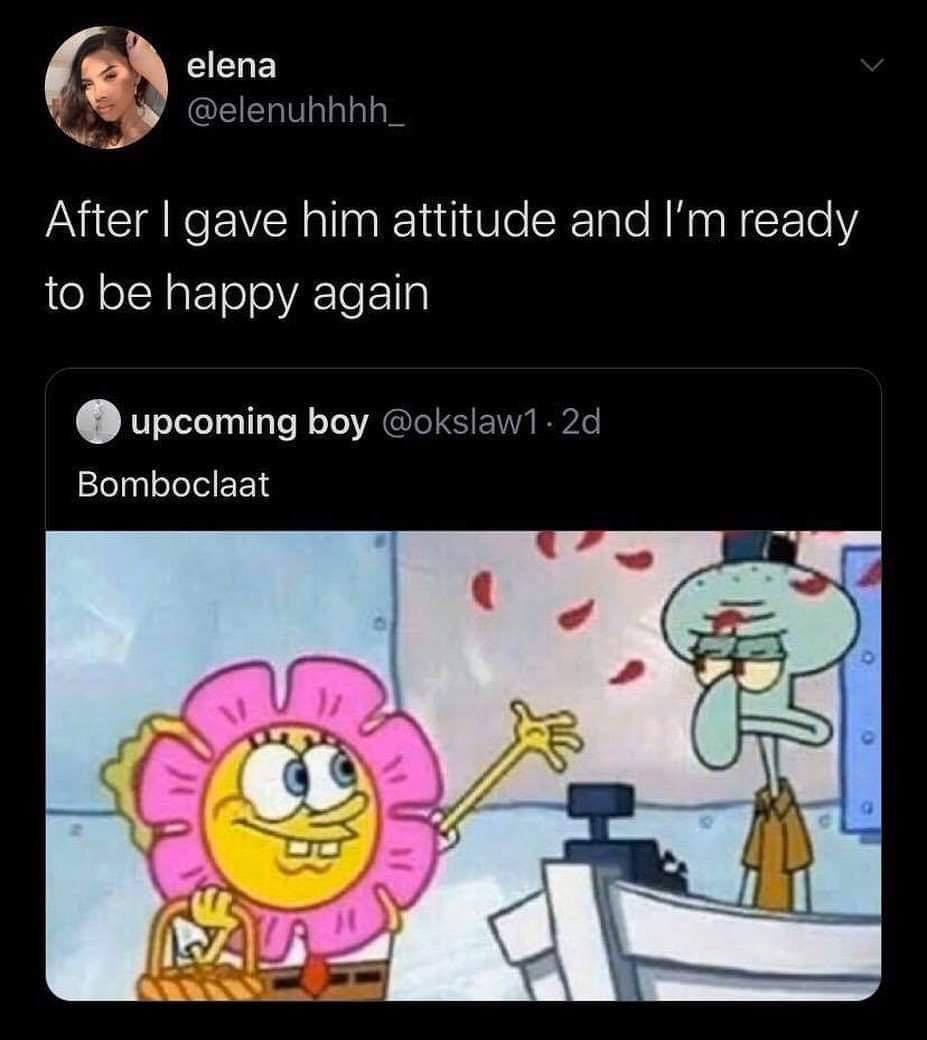 elena
@elenuhhhh_
After I gave him attitude and I'm ready
to be happy again
upcoming boy @okslaw1 · 2d
Bomboclaat